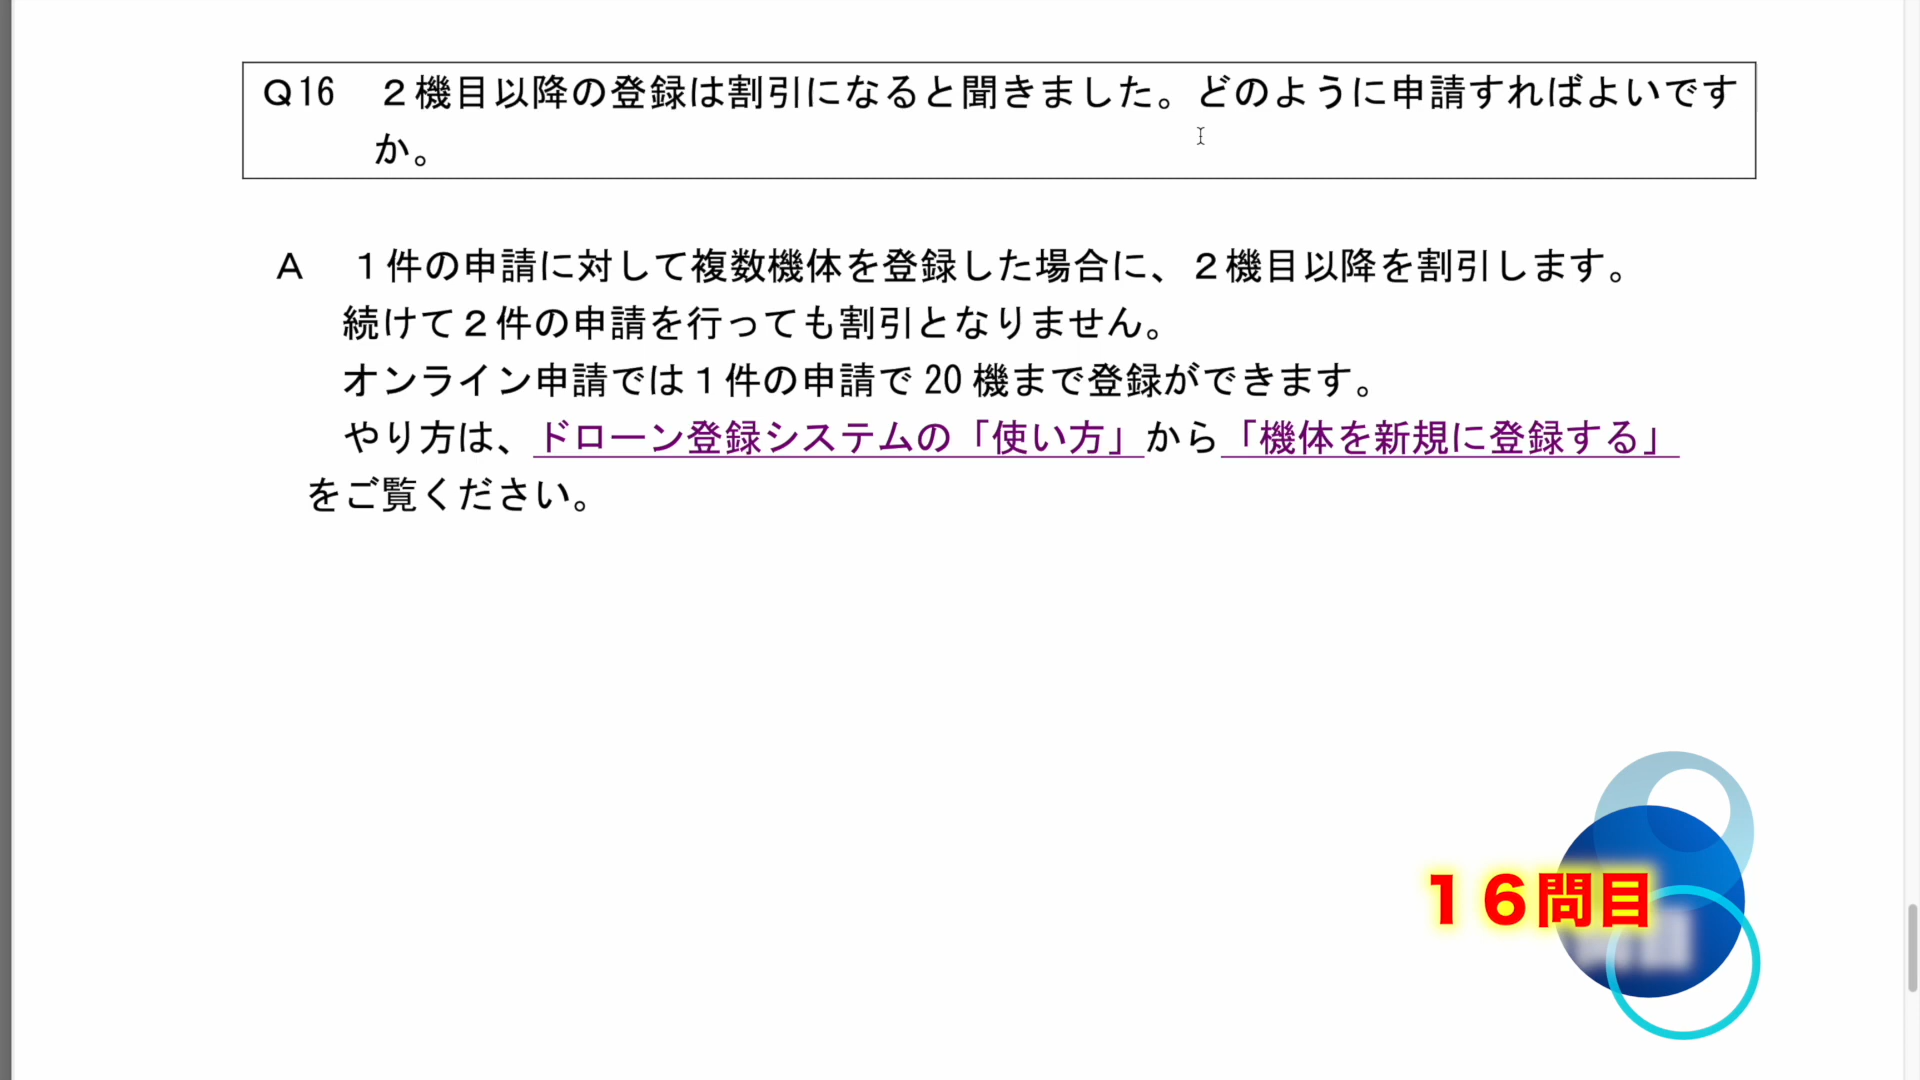 Ｑ16　２機目以降の登録は割引になると聞きました。どのように申請すればよいです
か。
Ａ　１件の申請に対して複数機体を登録した場合に、２機目以降を割引します。
続けて２件の申請を行っても割引となりません。
オンライン申請では１件の申請で 20 機まで登録ができます。
やり方は、ドローン登録システムの「使い方」から「機体を新規に登録する」
をご覧ください。
１６問目